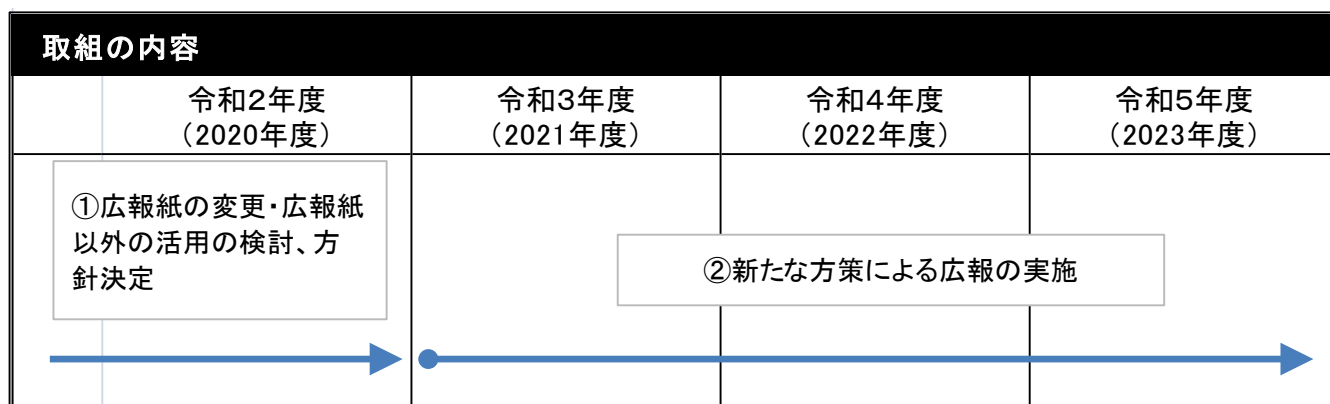 取組の内容
令和２年度
（2020年度）
令和３年度
（2021年度）
令和４年度
（2022年度）
令和５年度
（2023年度）
①広報紙の変更・広報紙
以外の活用の検討、方
針決定
②新たな方策による広報の実施